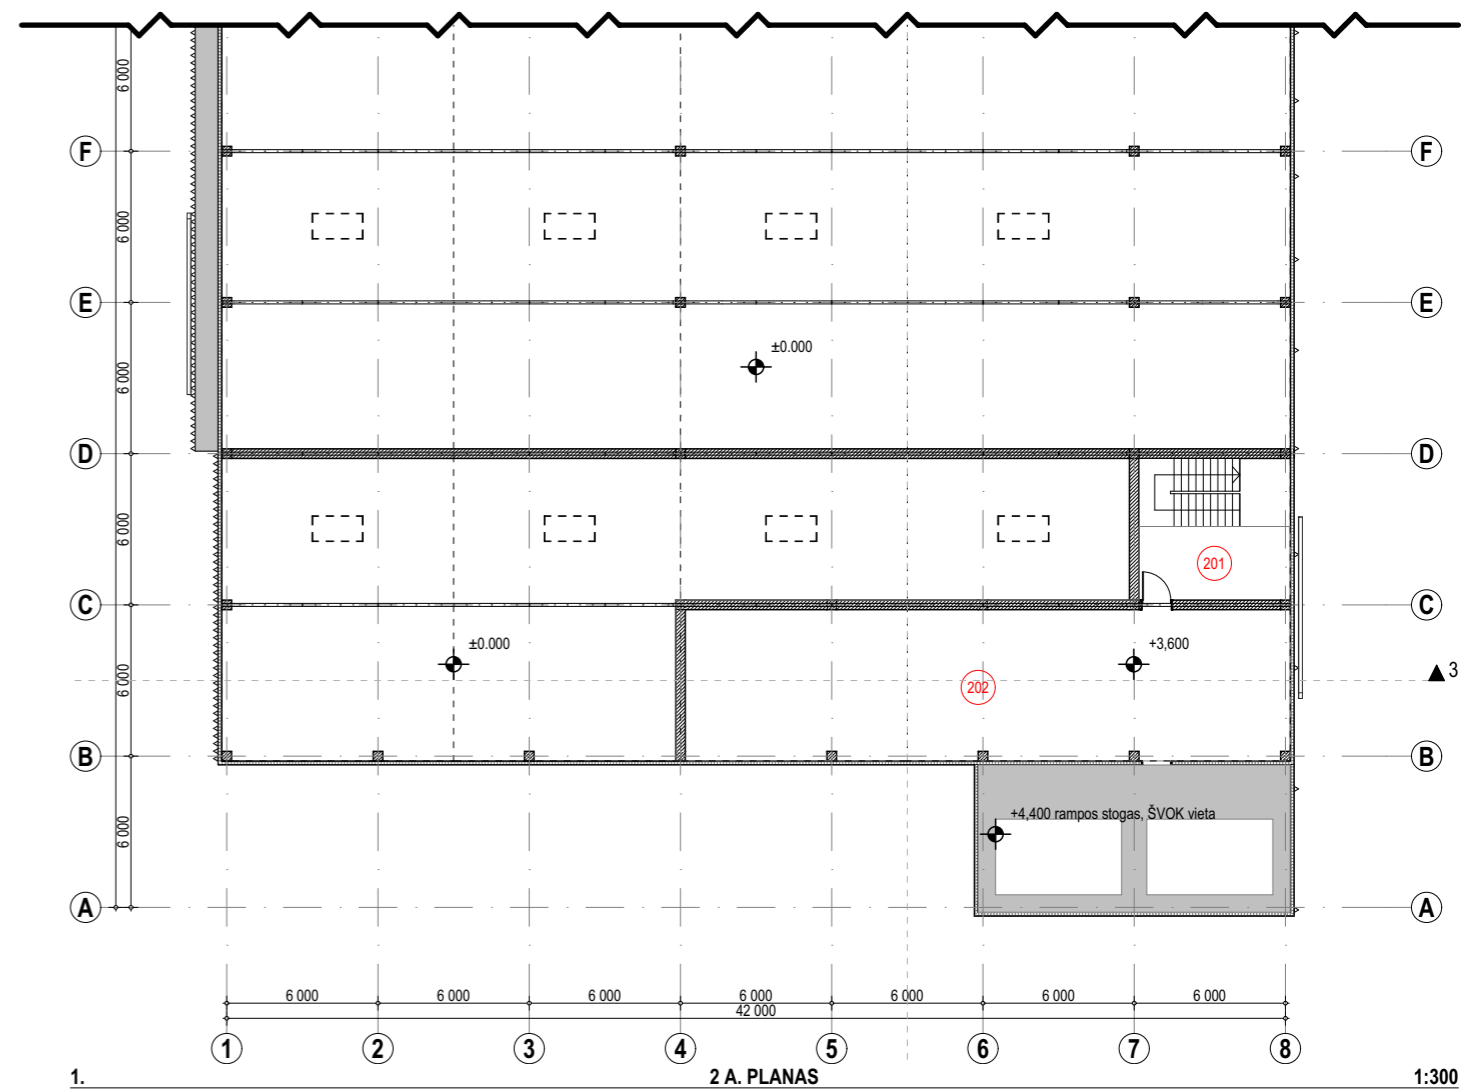 6 000
F F
6 000
E E
±0.000
6 000
D D
6 000
201
C C
±0.000
+3,600
6 000
202
3
B B
+4,400 rampos stogas, ŠVOK vieta
6 000
A A
6 000 6 000 6 000 6 000 6 000 6 000 6 000
42 000
1 2 3 4 5 6 7 8
1. 2 A. PLANAS 1:300